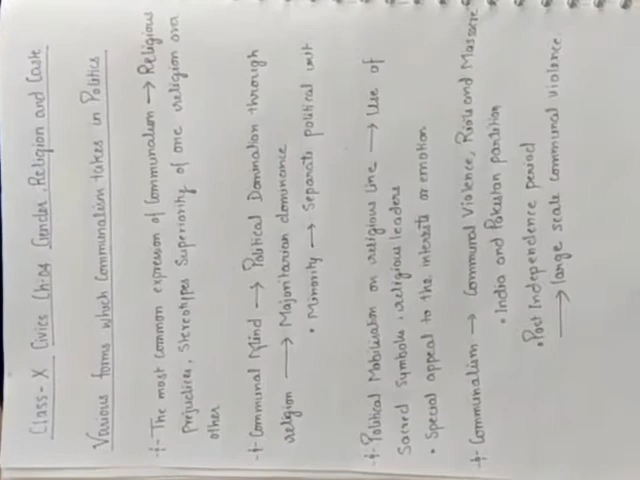 Class-X Civics Ch:04 Gender, Religion and Caste
Various forms which Communalism takes in Politics
-|- The most common expression of Communalism → Religious
Prejudices, Stereotypes Superiority of one religion over
other
-|- Communal Mind → Political Domination through
religion → Majoritarian dominance
• Minority → Separate political unit
-|- Political Mobilisation on religious line → Use of
Sacred Symbols, religious leaders
• Special appeal to the interests or emotion
-|- Communalism → Communal Violence, Riots and Massacre
• India and Pakistan partition
• Post Independence period
→ large scale communal violence.